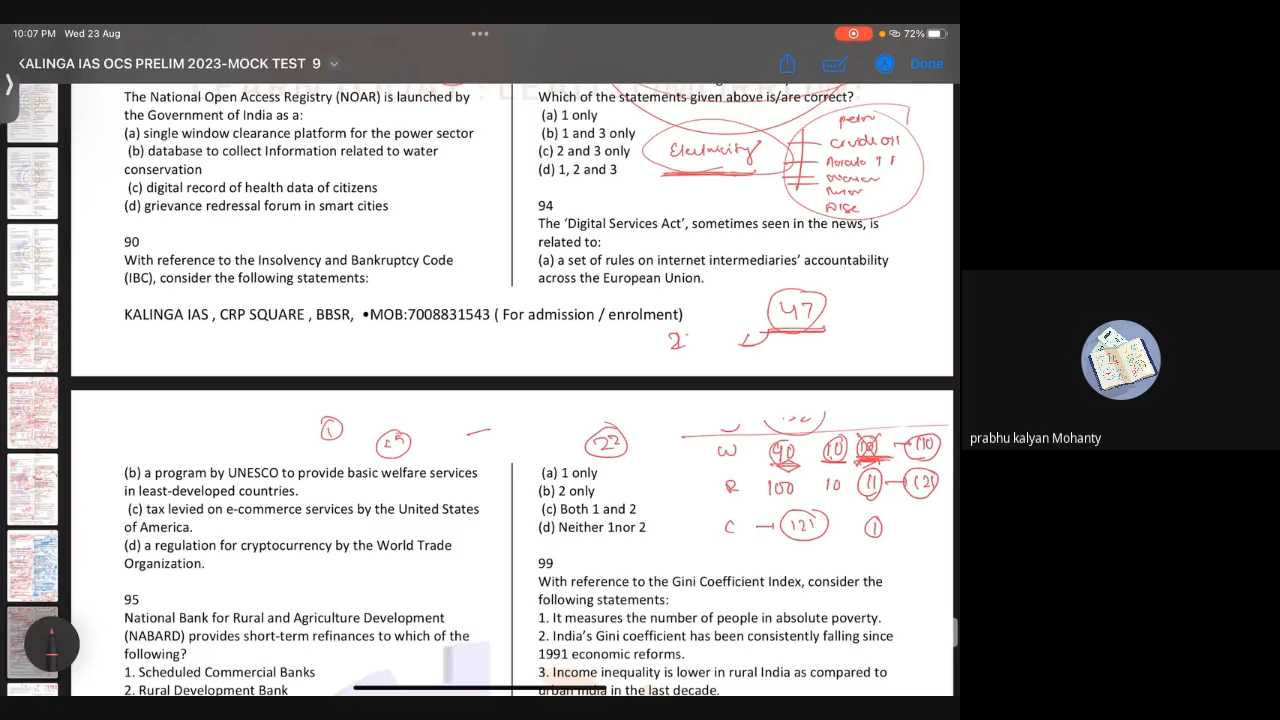 10:07 PM Wed 23 Aug
72%
KALINGA IAS OCS PRELIM 2023-MOCK TEST 9
Done
the National Open Access Registry (NOAR) is launched by
the Government of India as
(a) single window clearance platform for the power sector
(b) database to collect Information related to water
conservation
(c) digital record of health data of citizens
(d) grievance redressal forum in smart cities
90
With reference to the Insolvency and Bankruptcy Code
(IBC), consider the following statements:
Which of the statements given above is/are correct?
(a) 1 only
(b) 1 and 3 only
(c) 2 and 3 only
(d) 1, 2 and 3
Electricity
petro
crude oil
Rise
94
The ‘Digital Services Act’, sometimes seen in the news, is
related to:
(a) a set of rules on internet intermediaries’ accountability
across the European Union.
KALINGA IAS , CRP SQUARE , BBSR, •MOB:7008831543 ( For admission / enrolment)
47
1
22
W 90 10 110
R 100 10 11 121
C 121 1
(b) a program by UNESCO to provide basic welfare services
in least-developed countries.
(c) tax levied on e-commerce services by the United States
of America.
(d) a regulation for cryptocurrency by the World Trade
Organization
95
National Bank for Rural and Agriculture Development
(NABARD) provides short-term refinances to which of the
following?
1. Scheduled Commercial Banks
(a) 1 only
(b) 2 only
(c) Both 1 and 2
(d) Neither 1nor 2
99
With reference to the Gini Coefficient Index, consider the
following statements:
1. It measures the number of people in absolute poverty.
2. India’s Gini coefficient has been consistently falling since
1991 economic reforms.
3. Income inequality is lower in rural India as compared to
urban India in the last decade.
prabhu kalyan Mohanty